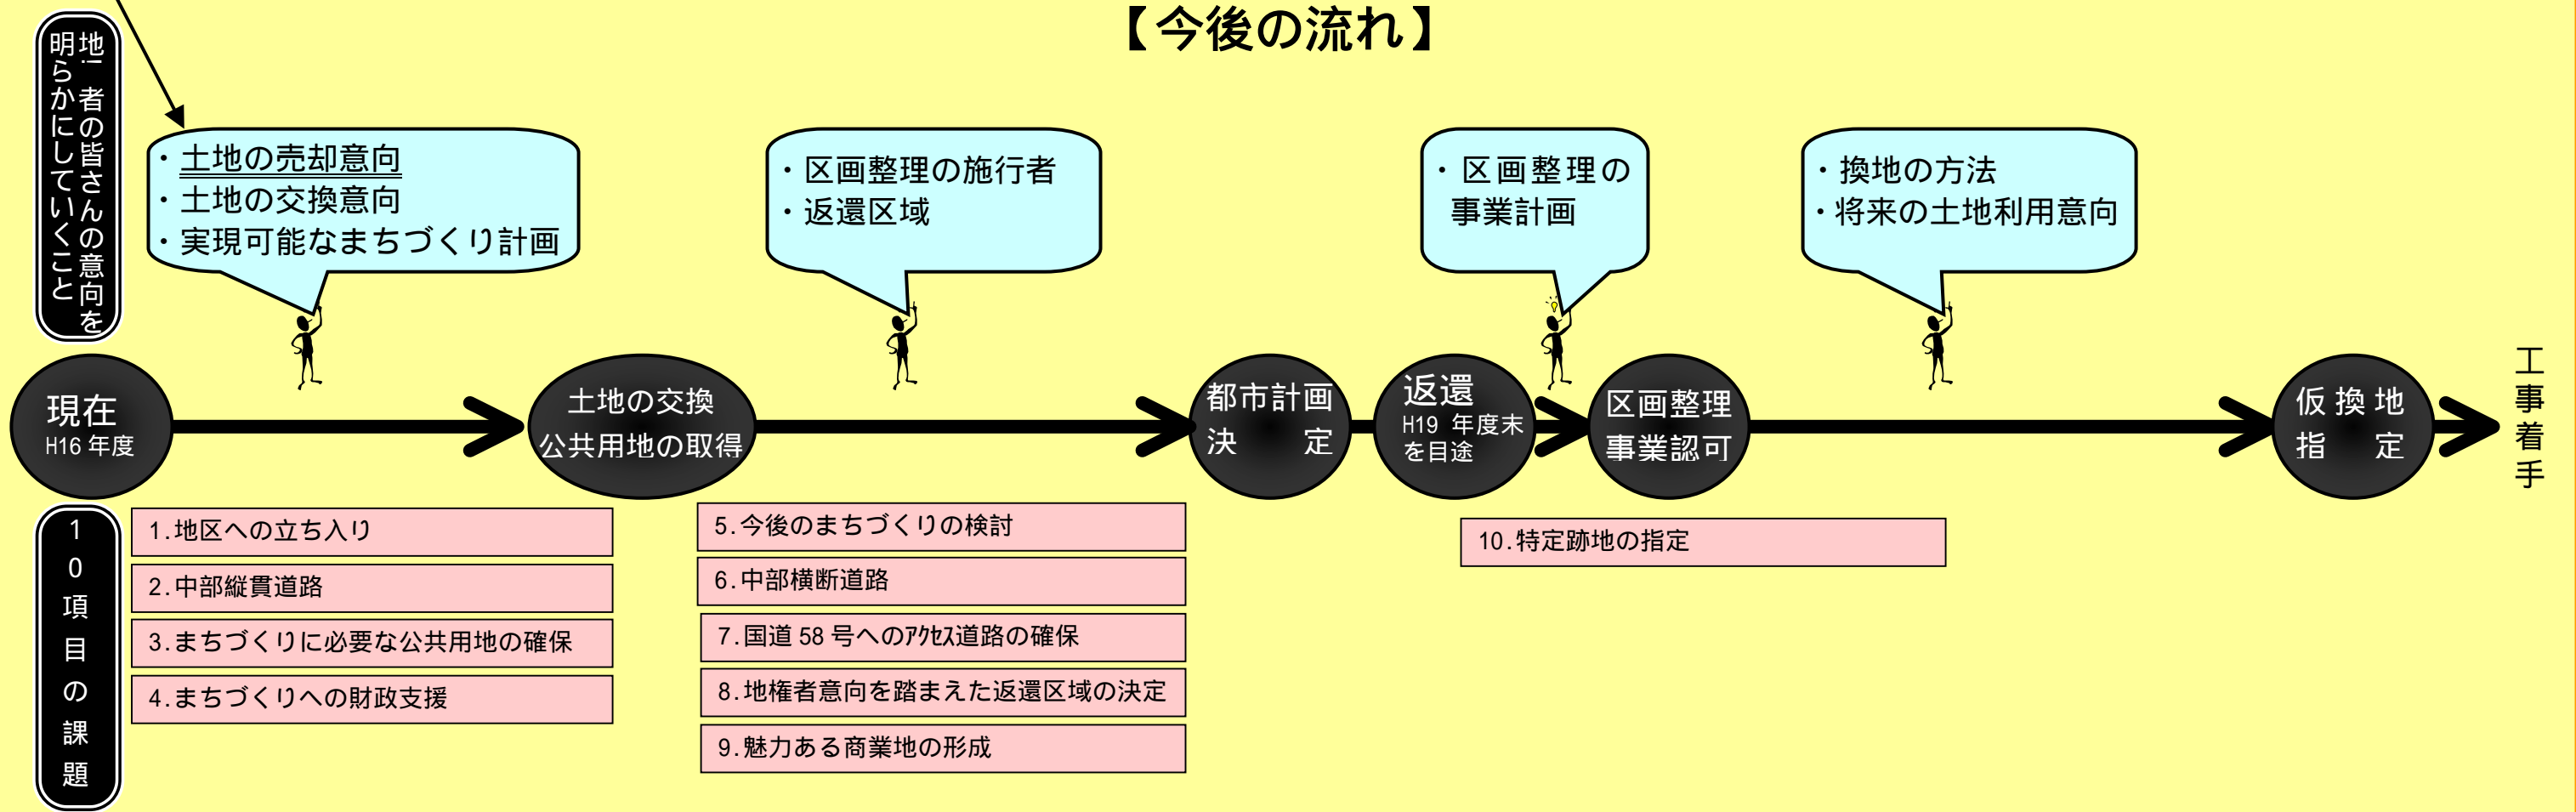 【今後の流れ】
地! 者の皆さんの意向を
明らかにしていくこと
・土地の売却意向
・土地の交換意向
・実現可能なまちづくり計画
・区画整理の施行者
・返還区域
・区画整理の
事業計画
・換地の方法
・将来の土地利用意向
現在
H16 年度
土地の交換
公共用地の取得
都市計画
決 定
返還
H19 年度末
を目途
区画整理
事業認可
仮換地
指 定
工事着手
10項目の課題
1.地区への立ち入り
2.中部縦貫道路
3.まちづくりに必要な公共用地の確保
4.まちづくりへの財政支援
5.今後のまちづくりの検討
6.中部横断道路
7.国道 58 号へのｱｸｾｽ道路の確保
8.地権者意向を踏まえた返還区域の決定
9.魅力ある商業地の形成
10.特定跡地の指定